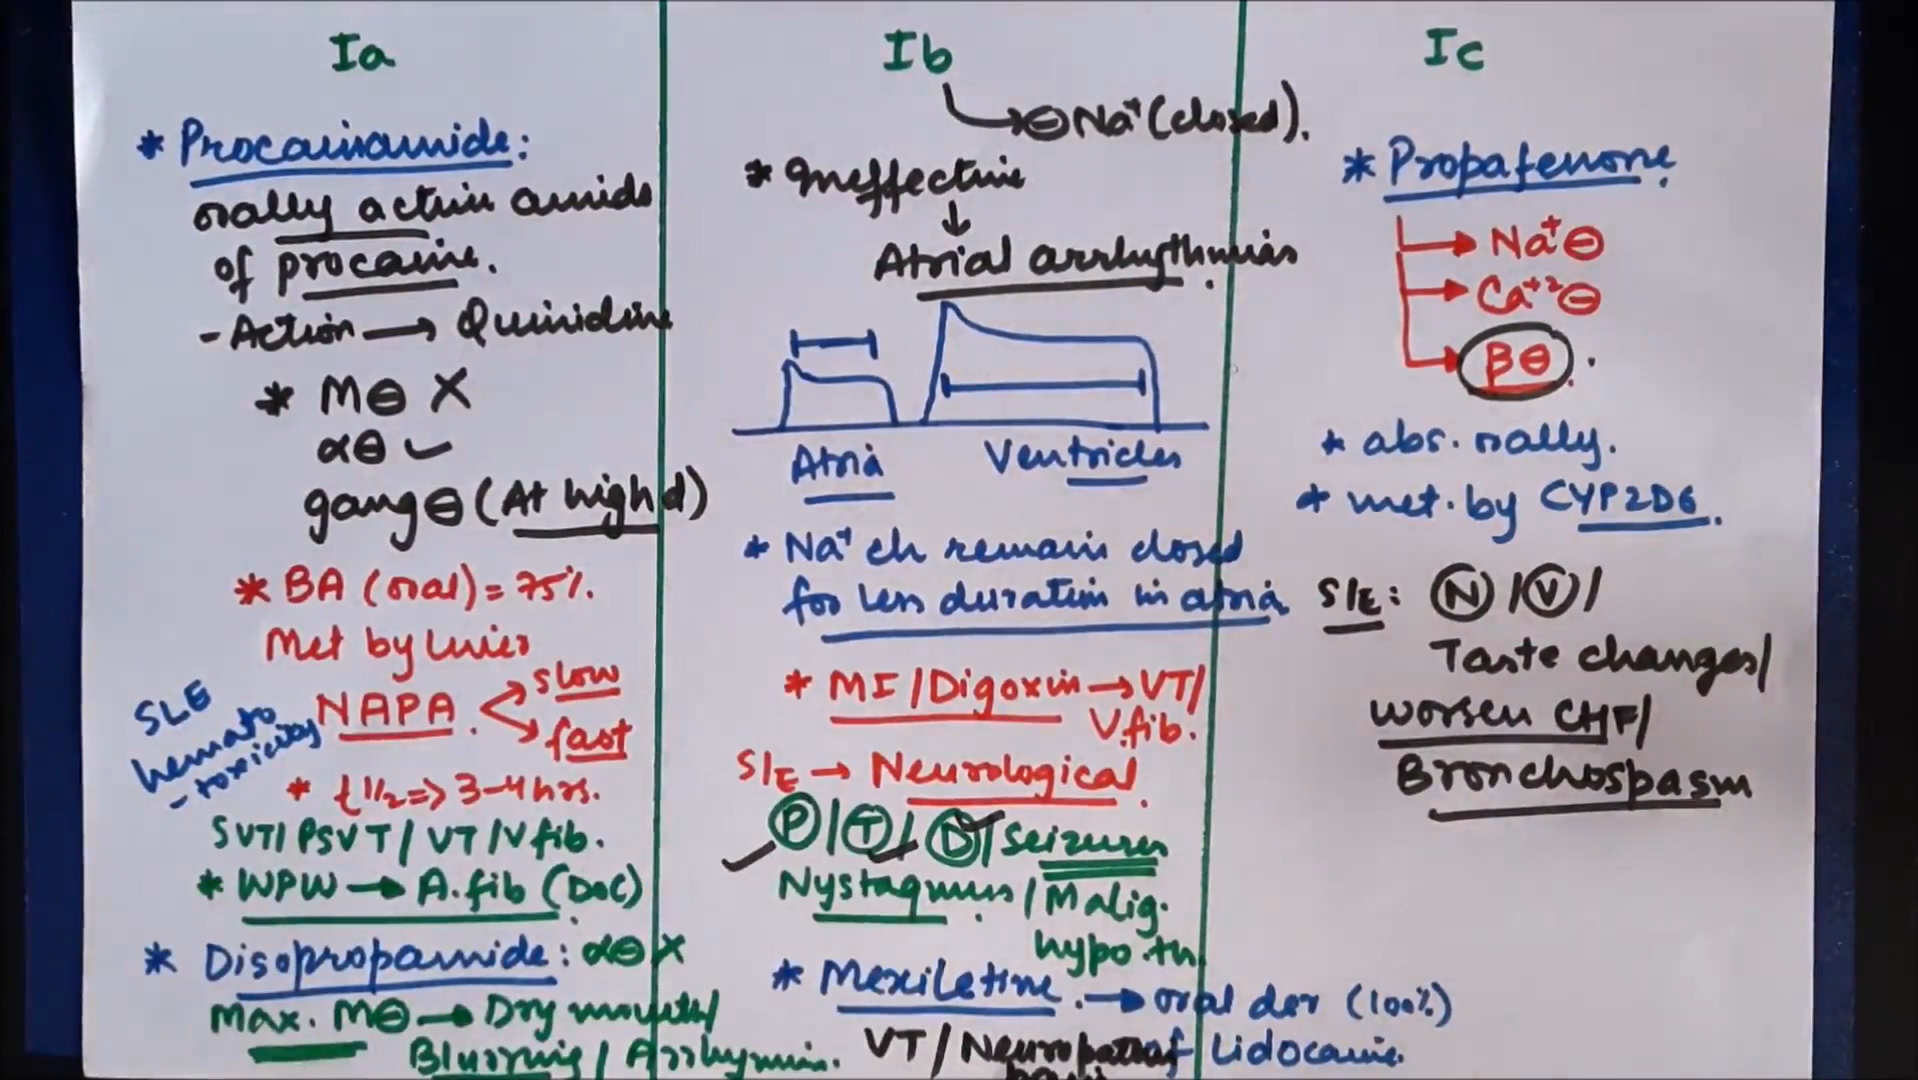 Ia
* Procainamide:
orally active amide
of procaine.
- Action → Quinidine
* M⊖ X
α⊖ ✓
gang ⊖ (At high d)
* BA (oral) = 75%.
Met by liver
NAPA. slow
fast
SLE
hemato
- toxicity
* t 1/2 => 3-4 hrs.
SVT/ PSVT / VT / V fib.
* WPW → A. fib (DOC)
* Disopropamide: α⊖ X
Max. M⊖ → Dry mouth/
Blurring / Arrhymia.
Ib
→ ⊖ Na⁺ (closed).
* Ineffective
↓
Atrial arrhythmias.
Atria Ventricles
* Na⁺ ch remain closed
for less duration in atria.
* MI / Digoxin → VT/
V.fib.
S/E → Neurological.
✓ (P) / (T) / (D) / Seizures
Nystagmus / Malig.
hypo.th
* Mexiletine. → oral der (100%)
of Lidocaine.
VT / Neuropathy
Ic
* Propafenone.
→ Na⁺ ⊖
→ Ca⁺² ⊖
→ β ⊖.
* abs. orally.
* met. by CYP2D6.
S/E: (N) / (V) /
Taste changes/
worsen CHF/
Bronchospasm